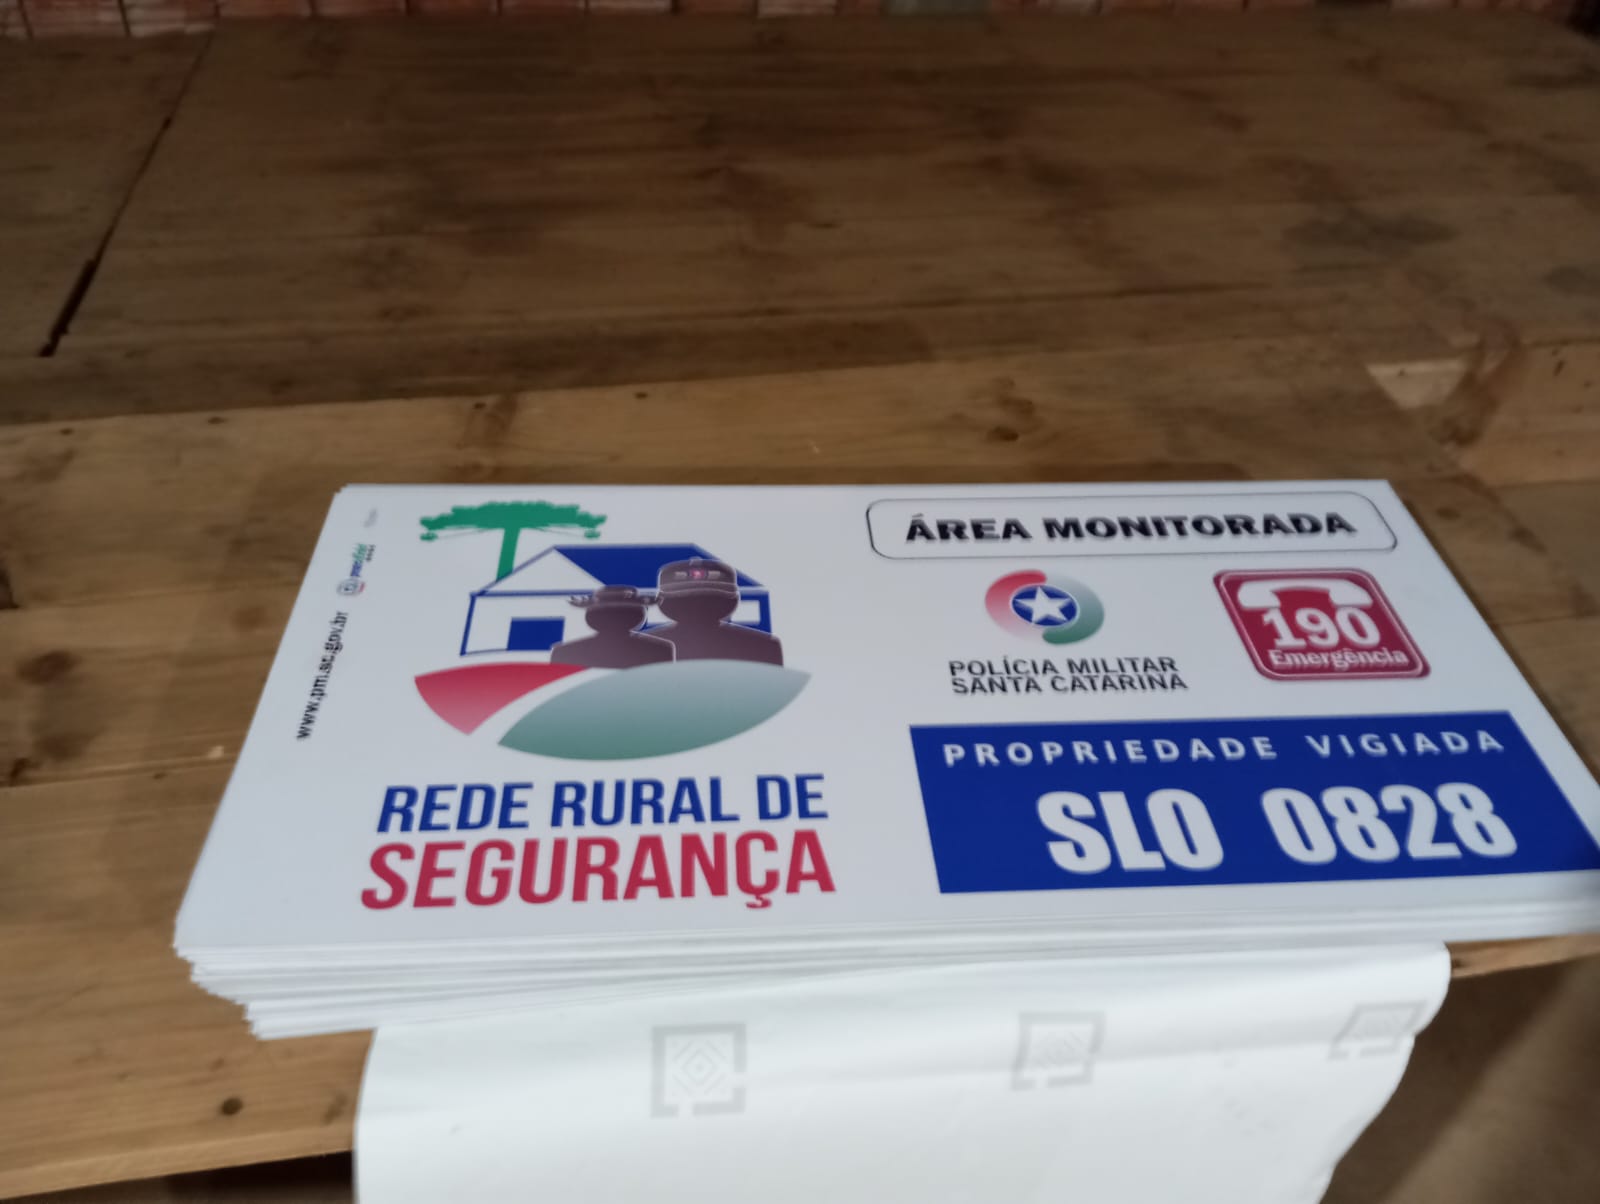 www.pm.sc.gov.br
REDE RURAL DE
SEGURANÇA
ÁREA MONITORADA
POLÍCIA MILITAR
SANTA CATARINA
190
Emergência
PROPRIEDADE VIGIADA
SLO 0828